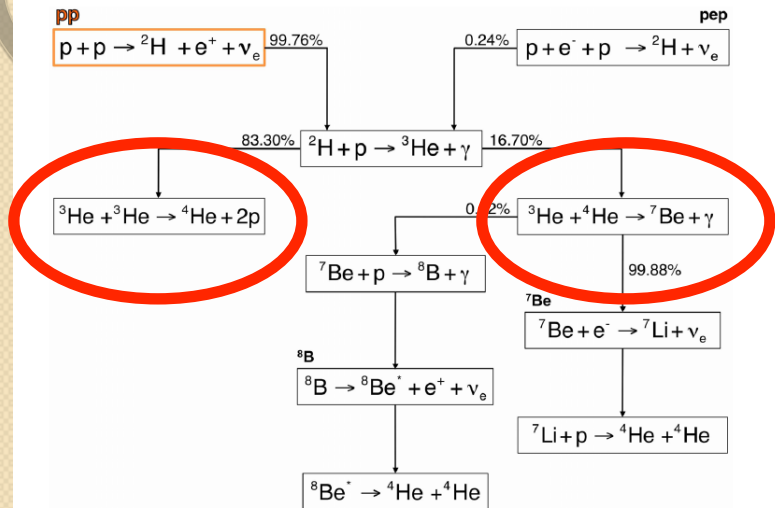 pp
pep
p + p → ²H + e⁺ + νₑ
99.76%
0.24%
p + e⁻ + p → ²H + νₑ
83.30%
²H + p → ³He + γ
16.70%
³He + ³He → ⁴He + 2p
³He + ⁴He → ⁷Be + γ
⁷Be + p → ⁸B + γ
99.88%
⁷Be
⁷Be + e⁻ → ⁷Li + νₑ
⁸B
⁸B → ⁸Be* + e⁺ + νₑ
⁷Li + p → ⁴He + ⁴He
⁸Be* → ⁴He + ⁴He